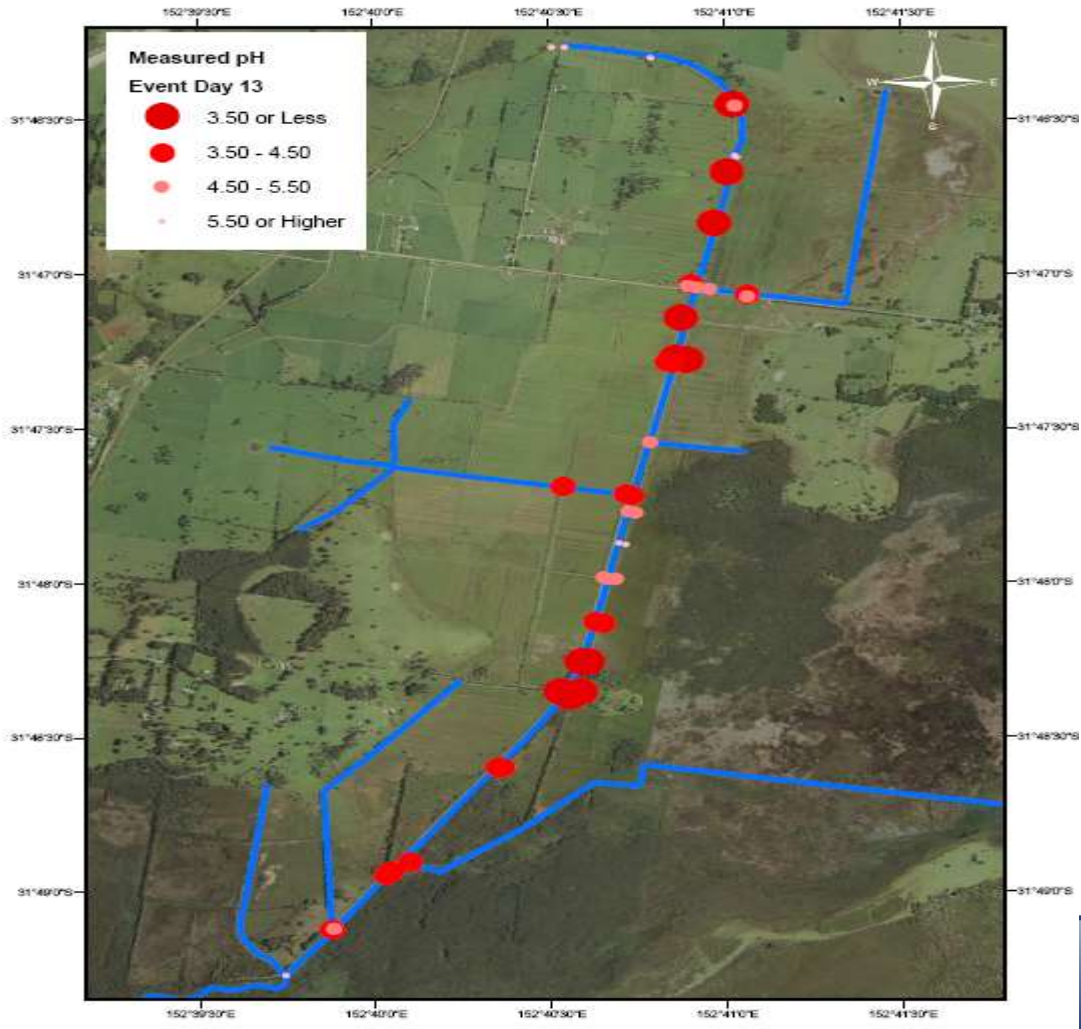 152°39'30"E 152°40'0"E 152°40'30"E 152°41'0"E 152°41'30"E
Measured pH
Event Day 13
3.50 or Less
3.50 - 4.50
4.50 - 5.50
5.50 or Higher
N
W E
S
31°46'30"S 31°46'30"S
31°47'0"S 31°47'0"S
31°47'30"S 31°47'30"S
31°48'0"S 31°48'0"S
31°48'30"S 31°48'30"S
31°49'0"S 31°49'0"S
152°39'30"E 152°40'0"E 152°40'30"E 152°41'0"E 152°41'30"E